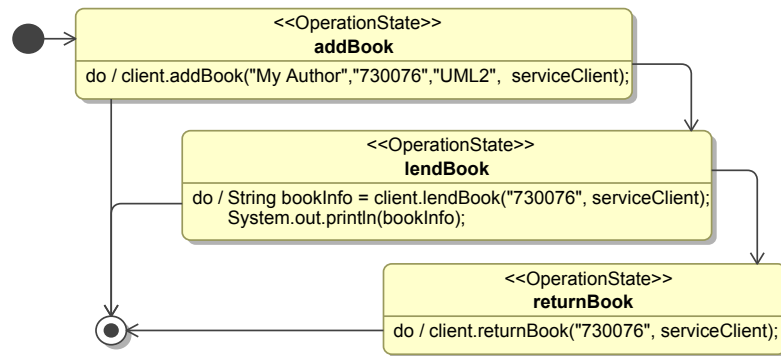 <<OperationState>>
addBook
do / client.addBook("My Author","730076","UML2", serviceClient);
<<OperationState>>
lendBook
do / String bookInfo = client.lendBook("730076", serviceClient);
System.out.println(bookInfo);
<<OperationState>>
returnBook
do / client.returnBook("730076", serviceClient);